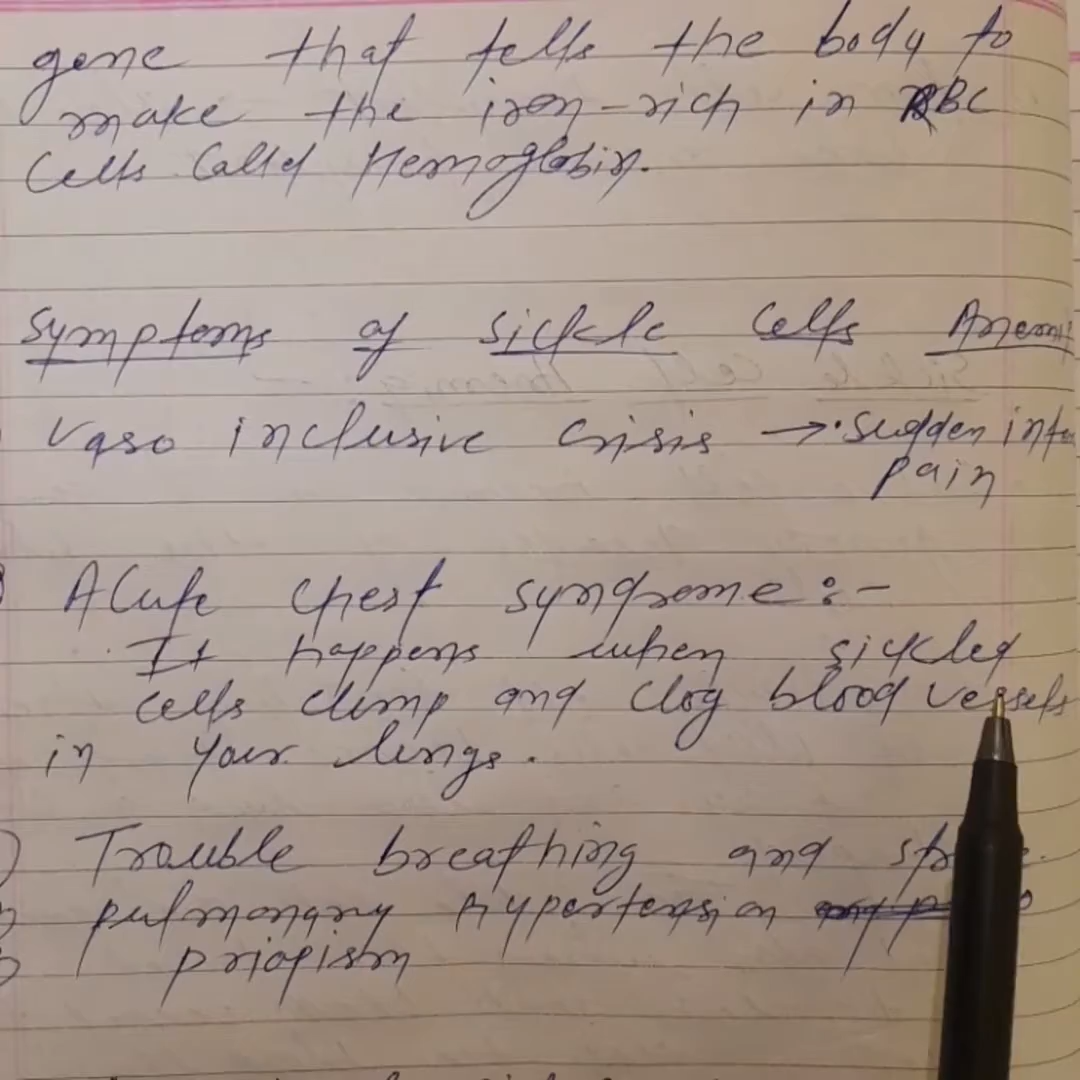 gene that tells the body to
make the iron-rich in RBC
Cells Called Hemoglobin.
Symptoms of Sickle Cells Anemi
Vaso inclusive Crisis → . Sudden inten
pain
Acute chest syndrome :-
It happens when sickled
cells clump and clog blood vessels
in your lungs.
Trouble breathing and
pulmonary hypertension
priapism